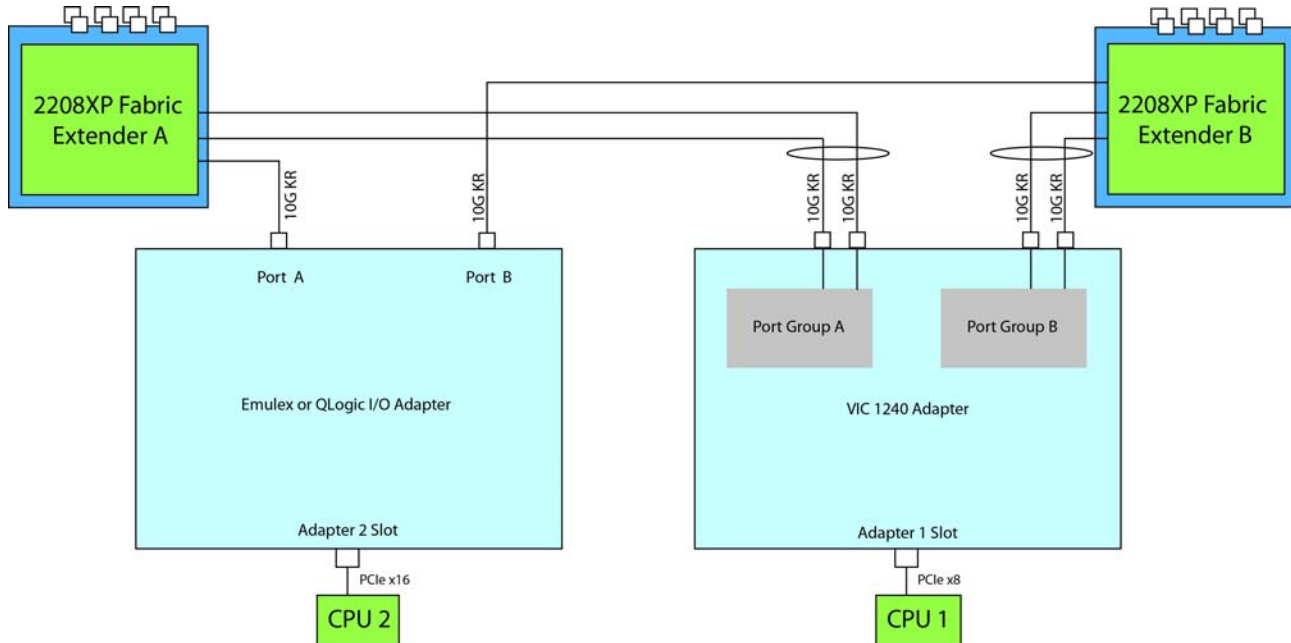 2208XP Fabric
Extender A
2208XP Fabric
Extender B
10G KR
10G KR
10G KR
10G KR
10G KR
10G KR
Port  A
Port B
Port Group A
Port Group B
Emulex or QLogic I/O Adapter
VIC 1240 Adapter
Adapter 2 Slot
Adapter 1 Slot
PCIe x16
PCIe x8
CPU 2
CPU 1